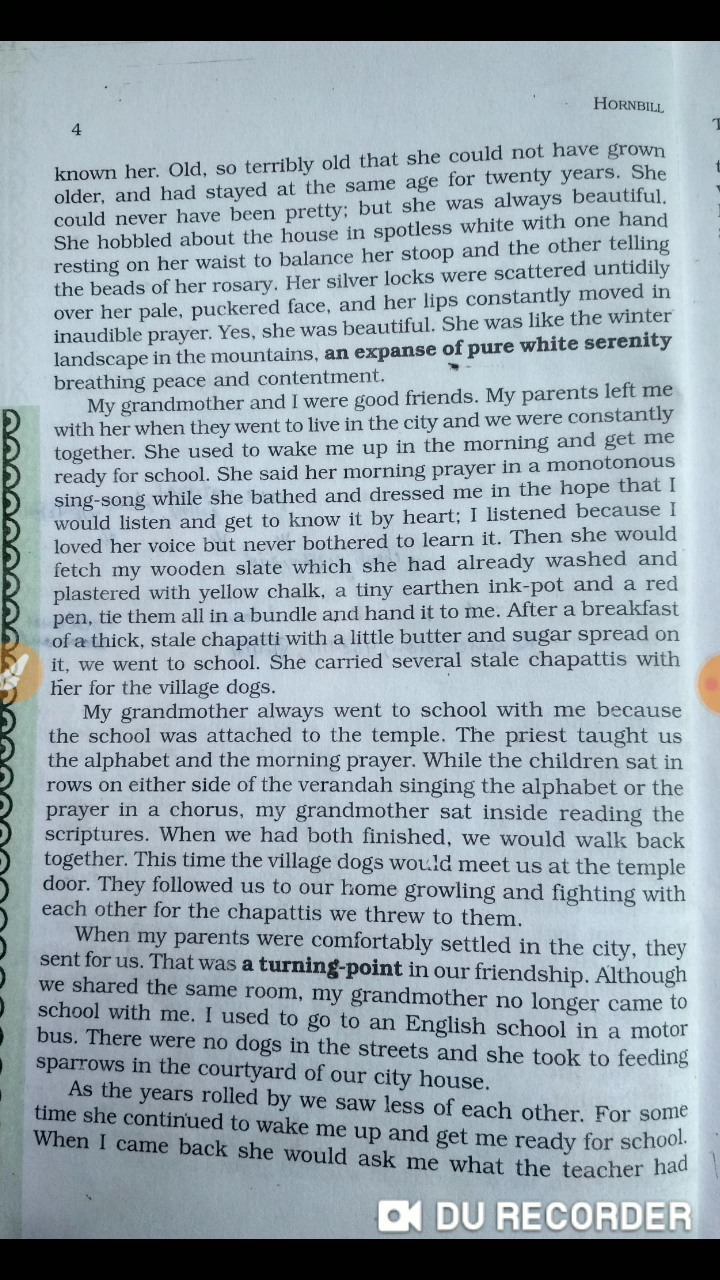 HORNBILL
4
known her. Old, so terribly old that she could not have grown
older, and had stayed at the same age for twenty years. She
could never have been pretty; but she was always beautiful.
She hobbled about the house in spotless white with one hand
resting on her waist to balance her stoop and the other telling
the beads of her rosary. Her silver locks were scattered untidily
over her pale, puckered face, and her lips constantly moved in
inaudible prayer. Yes, she was beautiful. She was like the winter
landscape in the mountains, an expanse of pure white serenity
breathing peace and contentment.
My grandmother and I were good friends. My parents left me
with her when they went to live in the city and we were constantly
together. She used to wake me up in the morning and get me
ready for school. She said her morning prayer in a monotonous
sing-song while she bathed and dressed me in the hope that I
would listen and get to know it by heart; I listened because I
loved her voice but never bothered to learn it. Then she would
fetch my wooden slate which she had already washed and
plastered with yellow chalk, a tiny earthen ink-pot and a red
pen, tie them all in a bundle and hand it to me. After a breakfast
of a thick, stale chapatti with a little butter and sugar spread on
it, we went to school. She carried several stale chapattis with
her for the village dogs.
My grandmother always went to school with me because
the school was attached to the temple. The priest taught us
the alphabet and the morning prayer. While the children sat in
rows on either side of the verandah singing the alphabet or the
prayer in a chorus, my grandmother sat inside reading the
scriptures. When we had both finished, we would walk back
together. This time the village dogs would meet us at the temple
door. They followed us to our home growling and fighting with
each other for the chapattis we threw to them.
When my parents were comfortably settled in the city, they
sent for us. That was a turning-point in our friendship. Although
we shared the same room, my grandmother no longer came to
school with me. I used to go to an English school in a motor
bus. There were no dogs in the streets and she took to feeding
sparrows in the courtyard of our city house.
As the years rolled by we saw less of each other. For some
time she continued to wake me up and get me ready for school.
When I came back she would ask me what the teacher had
DU RECORDER